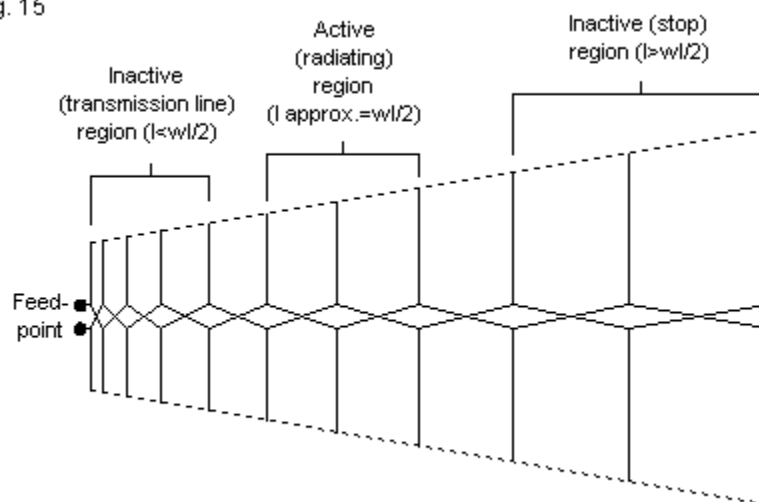 g. 15
Inactive
(transmission line)
region (l<wl/2)
Active
(radiating)
region
(l approx.=wl/2)
Inactive (stop)
region (l>wl/2)
Feed-
point